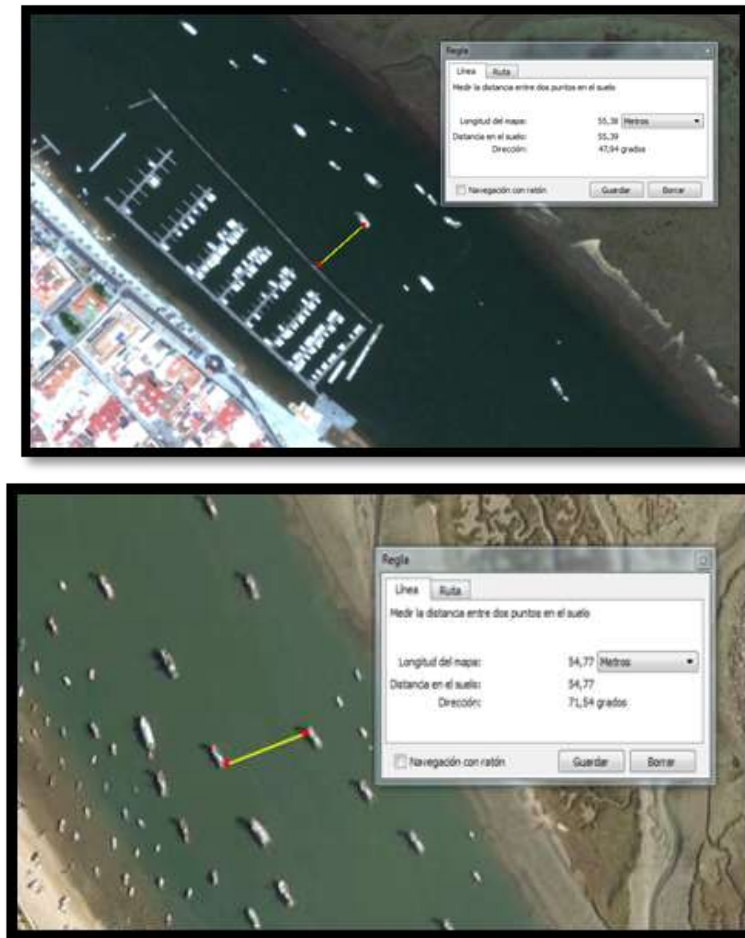 Regla
Línea Ruta
Medir la distancia entre dos puntos en el suelo
Longitud del mapa: 55,38 Metros
Distancia en el suelo: 55,39
Dirección: 47,94 grados
Navegación con ratón Guardar Borrar
Regla
Línea Ruta
Medir la distancia entre dos puntos en el suelo
Longitud del mapa: 54,77 Metros
Distancia en el suelo: 54,77
Dirección: 71,54 grados
Navegación con ratón Guardar Borrar